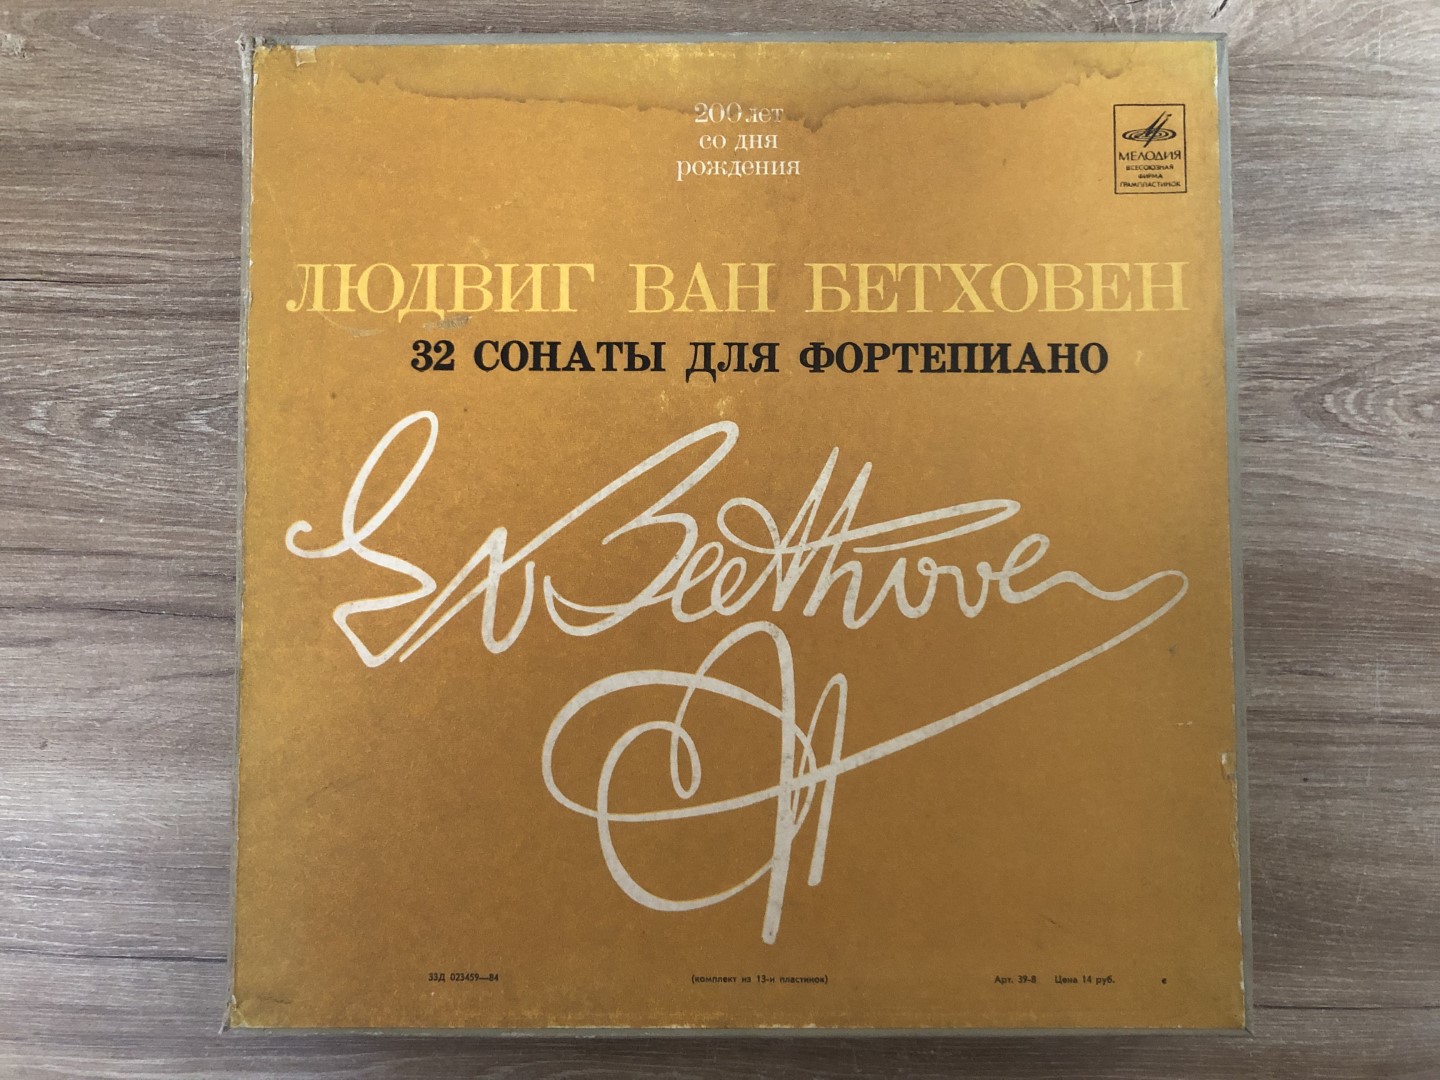 200 лет
со дня
рождения
МЕЛОДИЯ
ВСЕСОЮЗНАЯ
ФИРМА
ГРАМПЛАСТИНОК
ЛЮДВИГ ВАН БЕТХОВЕН
32 СОНАТЫ ДЛЯ ФОРТЕПИАНО
L v Beethoven
33Д 023459—84
(комплект из 13-и пластинок)
Арт. 39-8 Цена 14 руб.
е